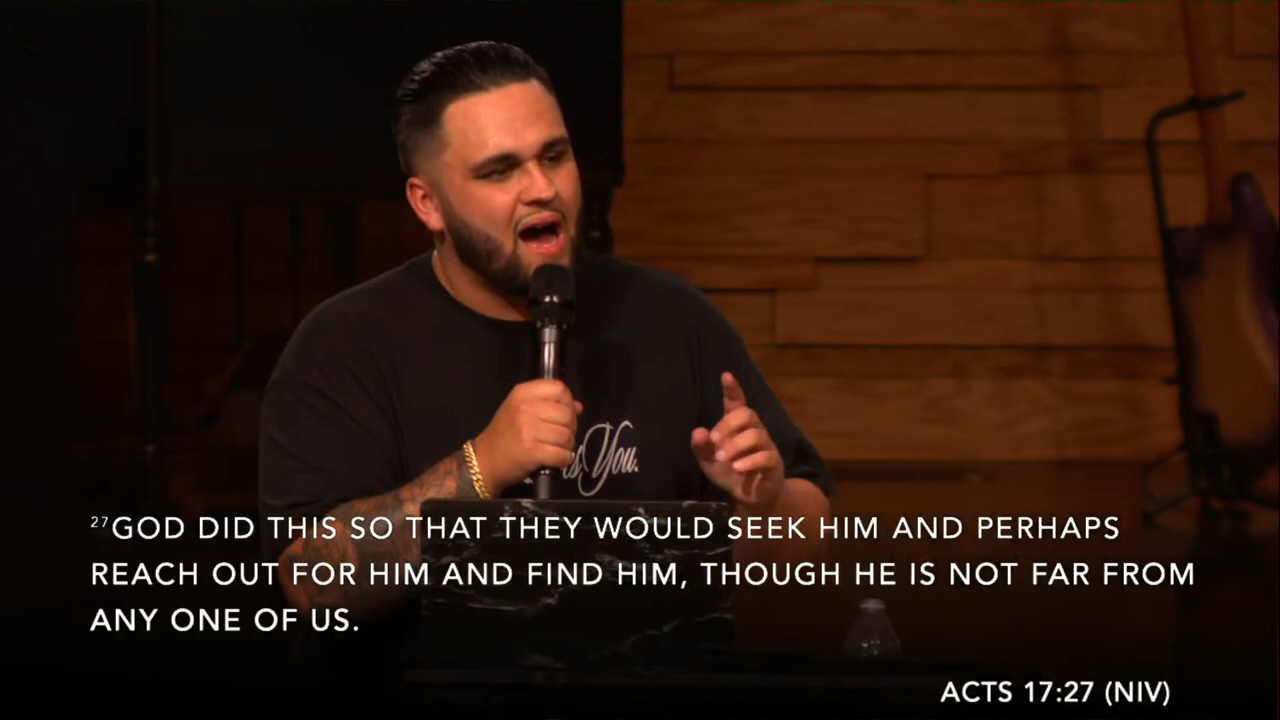 s You.
²⁷GOD DID THIS SO THAT THEY WOULD SEEK HIM AND PERHAPS
REACH OUT FOR HIM AND FIND HIM, THOUGH HE IS NOT FAR FROM
ANY ONE OF US.
ACTS 17:27 (NIV)